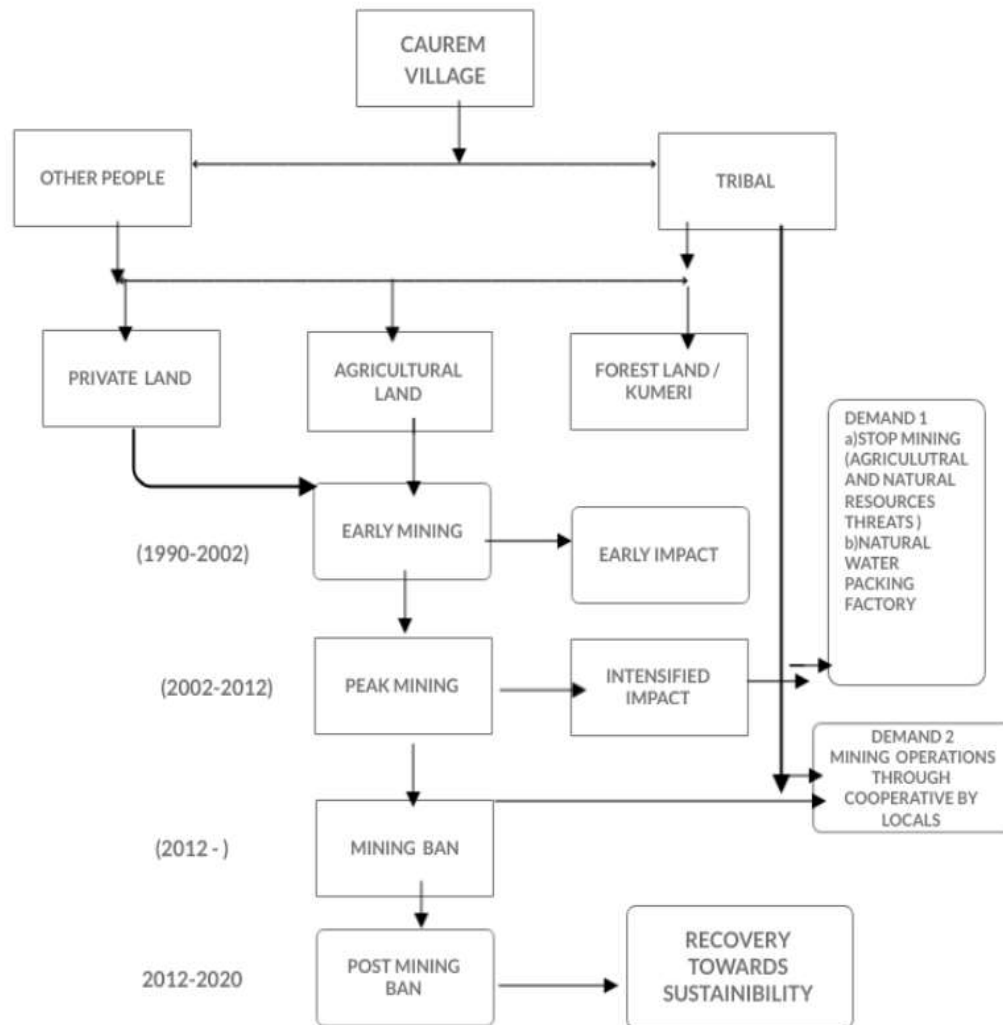 CAUREM
VILLAGE
OTHER PEOPLE
TRIBAL
PRIVATE LAND
AGRICULTURAL
LAND
FOREST LAND /
KUMERI
DEMAND 1
a)STOP MINING
(AGRICULUTRAL
AND NATURAL
RESOURCES
THREATS )
b)NATURAL
WATER
PACKING
FACTORY
(1990-2002)
EARLY MINING
EARLY IMPACT
(2002-2012)
PEAK MINING
INTENSIFIED
IMPACT
DEMAND 2
MINING OPERATIONS
THROUGH
COOPERATIVE BY
LOCALS
(2012 - )
MINING BAN
2012-2020
POST MINING
BAN
RECOVERY
TOWARDS
SUSTAINIBILITY